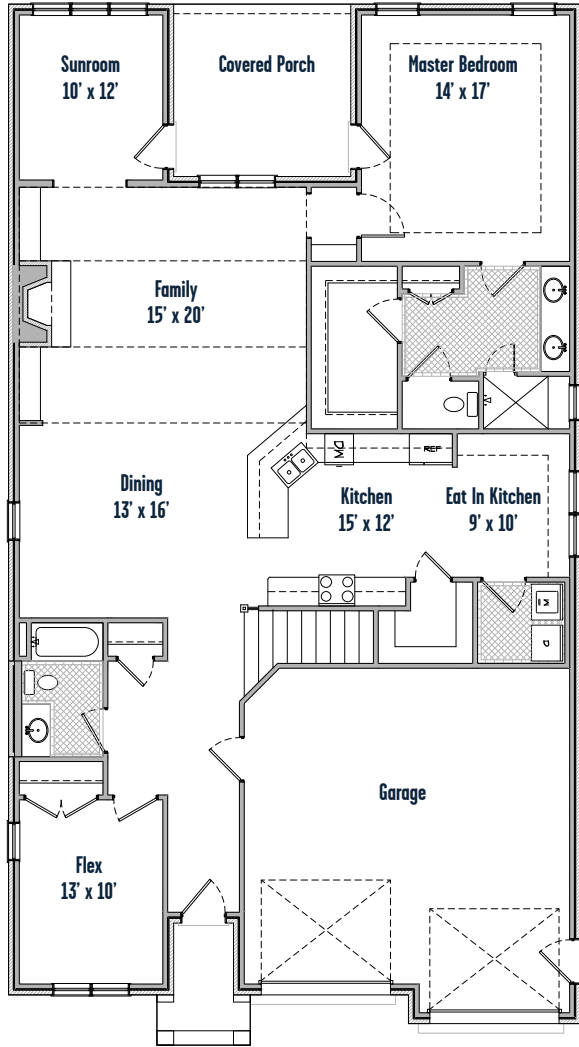 Sunroom
10' x 12'
Covered Porch
Master Bedroom
14' x 17'
Family
15' x 20'
DW
REF
Dining
13' x 16'
Kitchen
15' x 12'
Eat In Kitchen
9' x 10'
W
D
Garage
Flex
13' x 10'